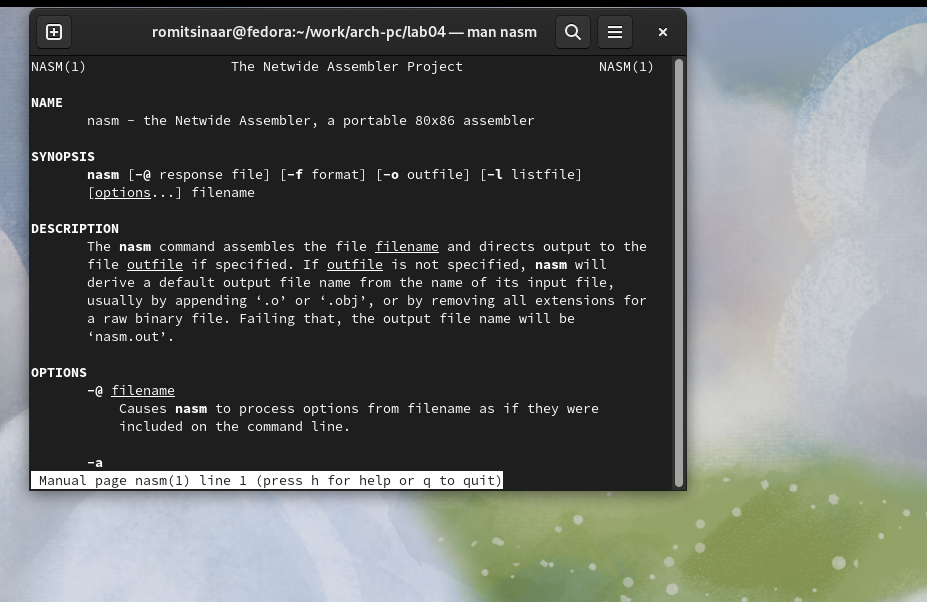 romitsinaar@fedora:~/work/arch-pc/lab04 — man nasm
NASM(1) The Netwide Assembler Project NASM(1)
NAME
nasm - the Netwide Assembler, a portable 80x86 assembler
SYNOPSIS
nasm [-@ response file] [-f format] [-o outfile] [-l listfile]
[options...] filename
DESCRIPTION
The nasm command assembles the file filename and directs output to the
file outfile if specified. If outfile is not specified, nasm will
derive a default output file name from the name of its input file,
usually by appending ‘.o’ or ‘.obj’, or by removing all extensions for
a raw binary file. Failing that, the output file name will be
‘nasm.out’.
OPTIONS
-@ filename
Causes nasm to process options from filename as if they were
included on the command line.
-a
Manual page nasm(1) line 1 (press h for help or q to quit)